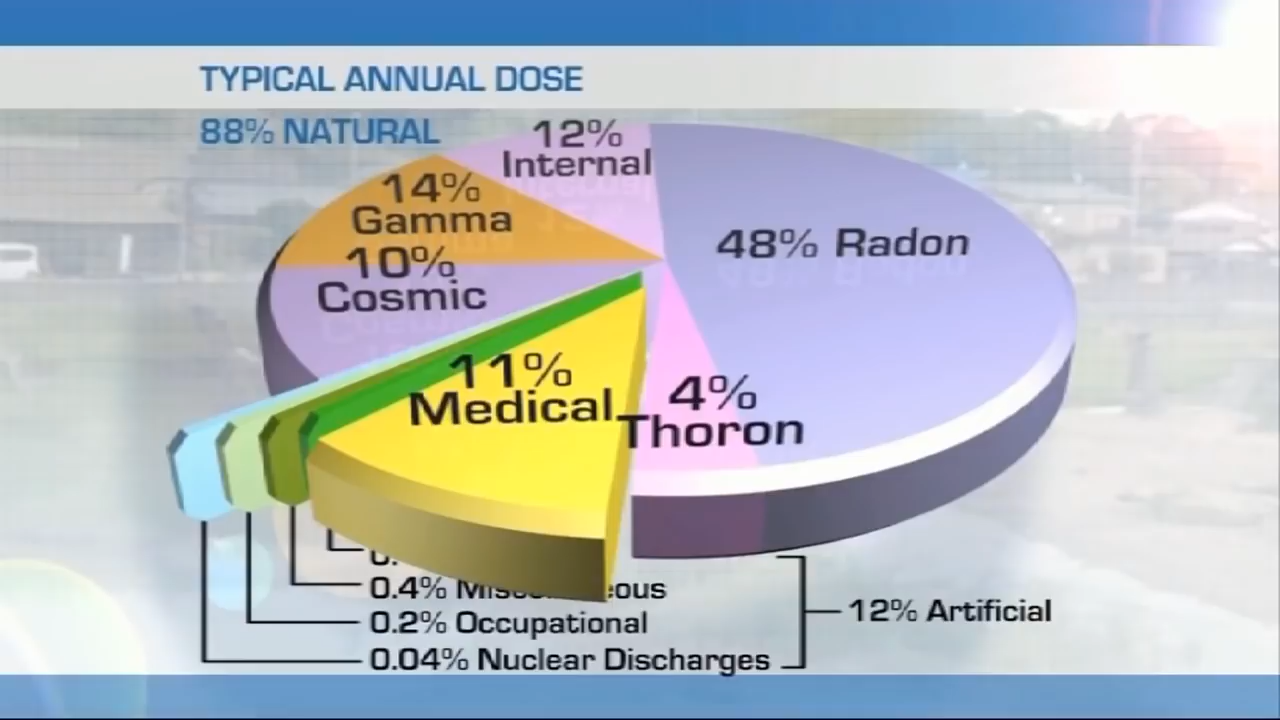 TYPICAL ANNUAL DOSE
88% NATURAL
12%
Internal
14%
Gamma
48% Radon
10%
Cosmic
11%
Medical
4%
Thoron
0.4%
0.2% Occupational
0.04% Nuclear Discharges
12% Artificial